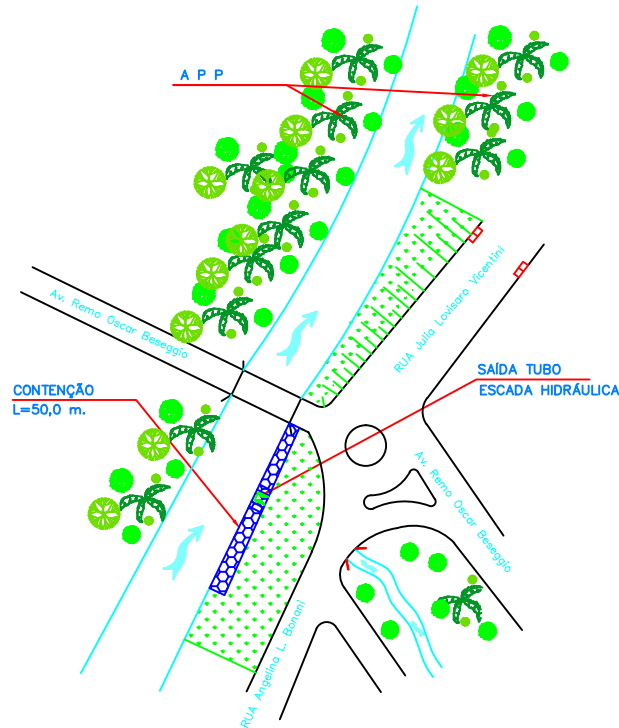 A P P
Av. Remo Oscar Beseggio
RUA Julia Lovisaro Vicentini
CONTENÇÃO
L=50,0 m.
SAÍDA TUBO
ESCADA HIDRÁULICA
Av. Remo Oscar Beseggio
RUA Angelina L. Bonani